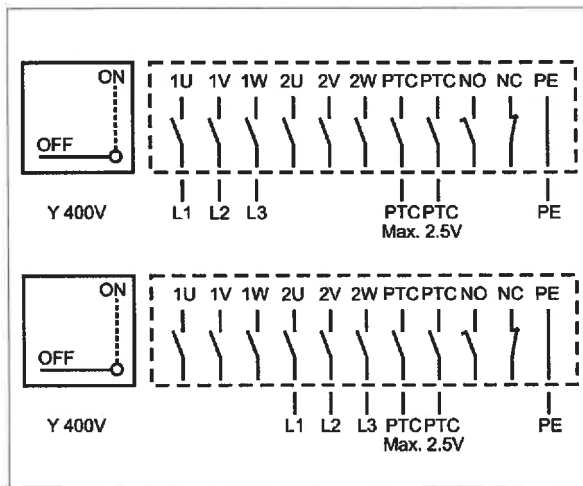 ON 1U 1V 1W 2U 2V 2W PTC PTC NO NC PE
OFF
Y 400V L1 L2 L3 PTC PTC PE
Max. 2.5V
ON 1U 1V 1W 2U 2V 2W PTC PTC NO NC PE
OFF
Y 400V L1 L2 L3 PTC PTC PE
Max. 2.5V